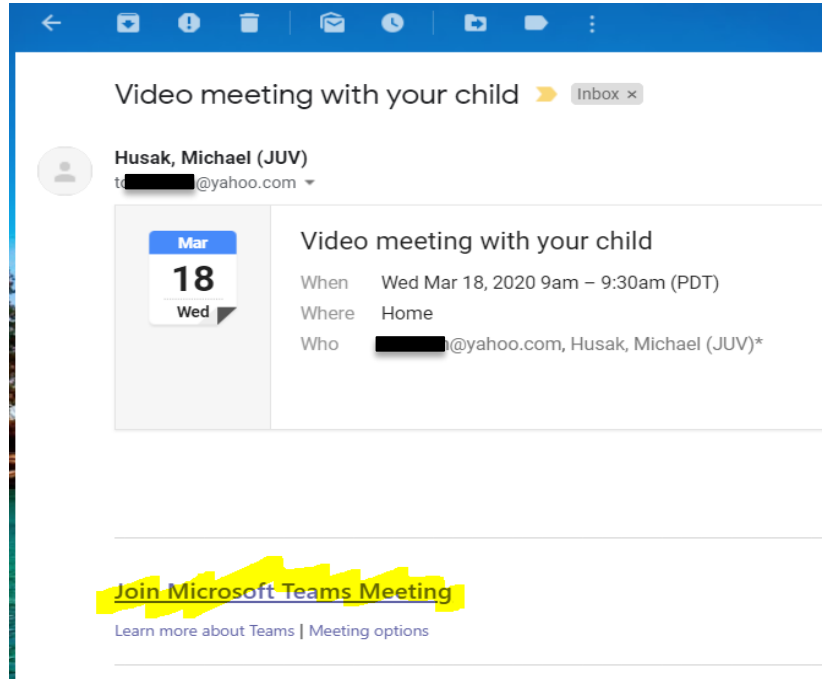 Video meeting with your child Inbox ×
Husak, Michael (JUV)
@yahoo.com
Mar
18
Wed
Video meeting with your child
When Wed Mar 18, 2020 9am – 9:30am (PDT)
Where Home
Who @yahoo.com, Husak, Michael (JUV)*
Join Microsoft Teams Meeting
Learn more about Teams | Meeting options